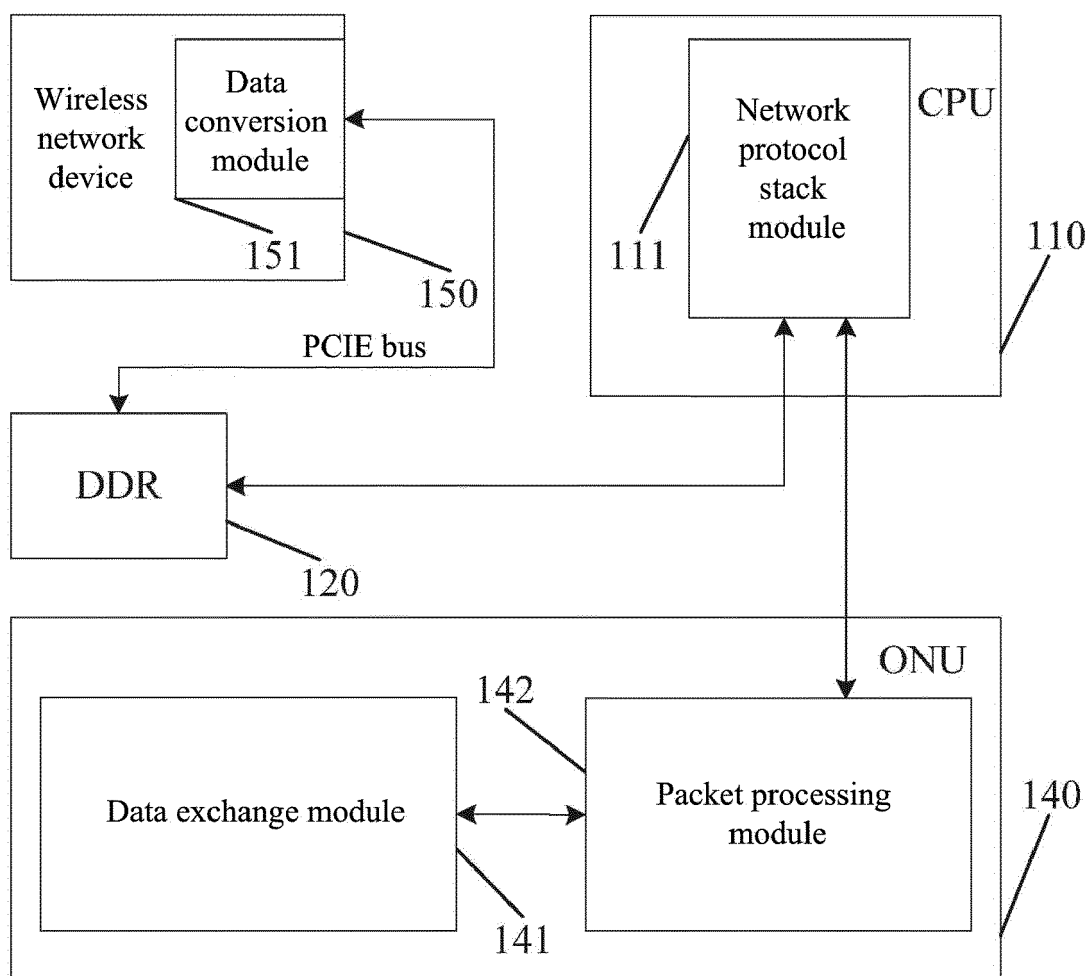 Wireless
network
device
Data
conversion
module
151
150
PCIE bus
CPU
Network
protocol
stack
module
111
110
DDR
120
ONU
142
Data exchange module
Packet processing
module
141
140